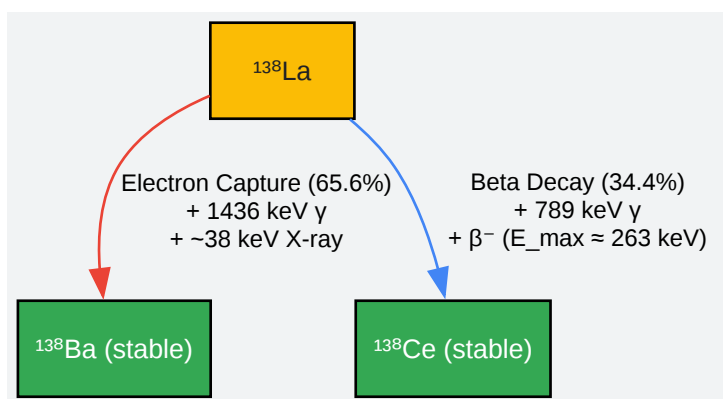 ¹³⁸La
Electron Capture (65.6%)
+ 1436 keV γ
+ ~38 keV X-ray
Beta Decay (34.4%)
+ 789 keV γ
+ β⁻ (E_max ≈ 263 keV)
¹³⁸Ba (stable)
¹³⁸Ce (stable)